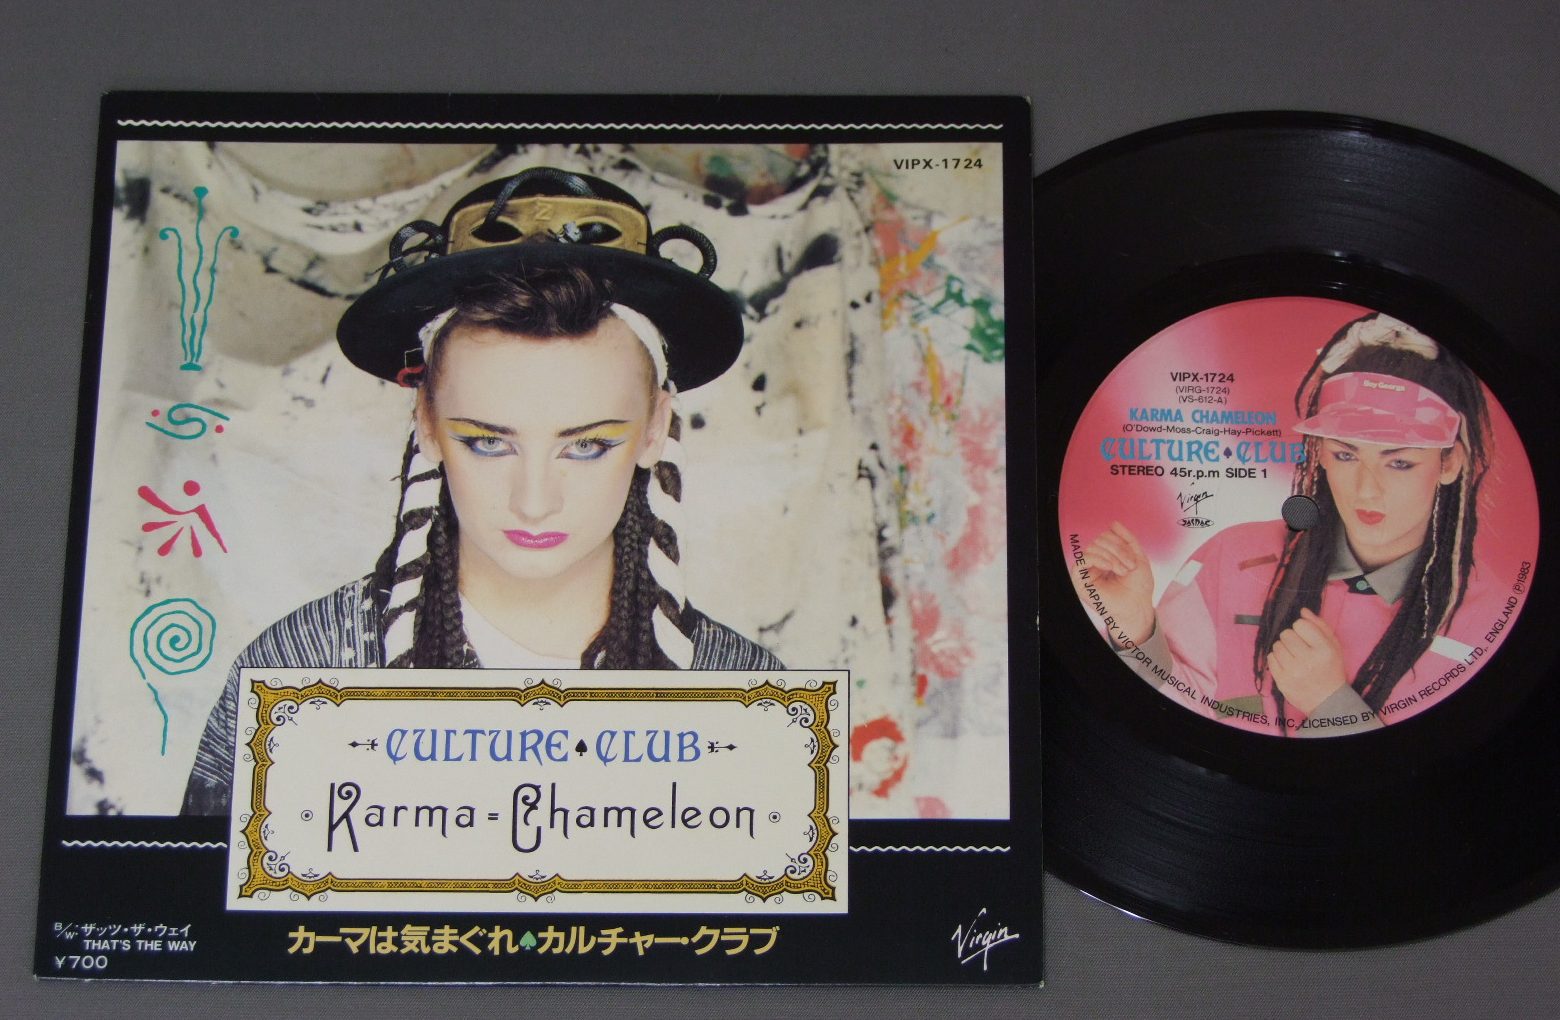 VIPX-1724
CULTURE♠CLUB
Karma=Chameleon
B/W: ザッツ・ザ・ウェイ
THAT'S THE WAY
¥700
カーマは気まぐれ♠カルチャー・クラブ
Virgin
VIPX-1724
(VIRG-1724)
(VS-612-A)
KARMA CHAMELEON
(O'Dowd-Moss-Craig-Hay-Pickett)
CULTURE♠CLUB
STEREO 45r.p.m SIDE 1
Virgin
Boy George
MADE IN JAPAN BY VICTOR MUSICAL INDUSTRIES, INC. LICENSED BY VIRGIN RECORDS LTD., ENGLAND Ⓟ1983